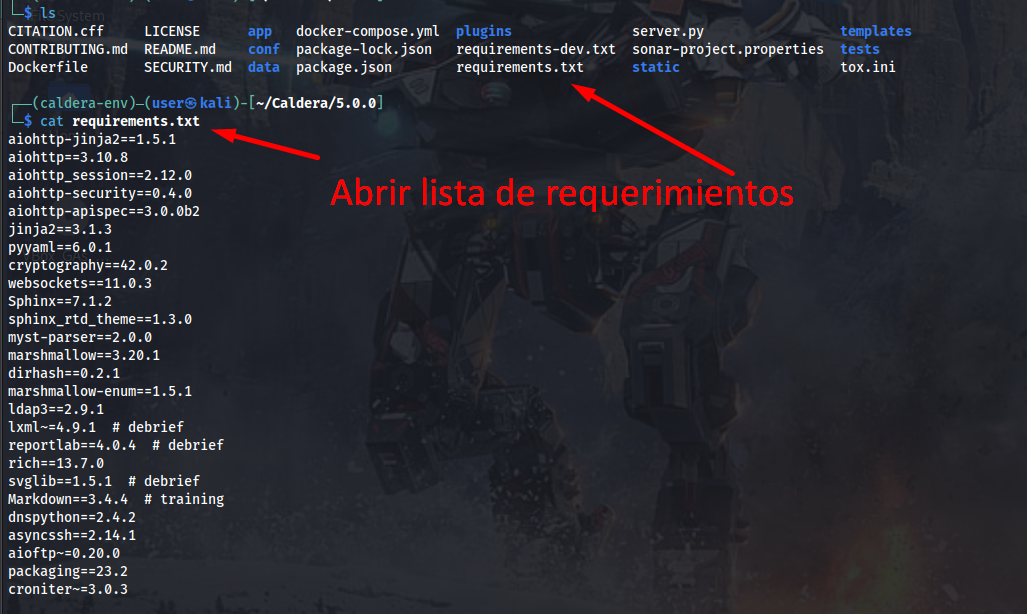 └─$ ls
CITATION.cff LICENSE app docker-compose.yml plugins server.py templates
CONTRIBUTING.md README.md conf package-lock.json requirements-dev.txt sonar-project.properties tests
Dockerfile SECURITY.md data package.json requirements.txt static tox.ini
┌──(caldera-env)─(user㉿kali)-[~/Caldera/5.0.0]
└─$ cat requirements.txt
aiohttp-jinja2==1.5.1
aiohttp==3.10.8
aiohttp_session==2.12.0
aiohttp-security==0.4.0
aiohttp-apispec==3.0.0b2
jinja2==3.1.3
pyyaml==6.0.1
cryptography==42.0.2
websockets==11.0.3
Sphinx==7.1.2
sphinx_rtd_theme==1.3.0
myst-parser==2.0.0
marshmallow==3.20.1
dirhash==0.2.1
marshmallow-enum==1.5.1
ldap3==2.9.1
lxml~=4.9.1  # debrief
reportlab==4.0.4  # debrief
rich==13.7.0
svglib==1.5.1  # debrief
Markdown==3.4.4  # training
dnspython==2.4.2
asyncssh==2.14.1
aioftp~=0.20.0
packaging==23.2
croniter~=3.0.3
Abrir lista de requerimientos